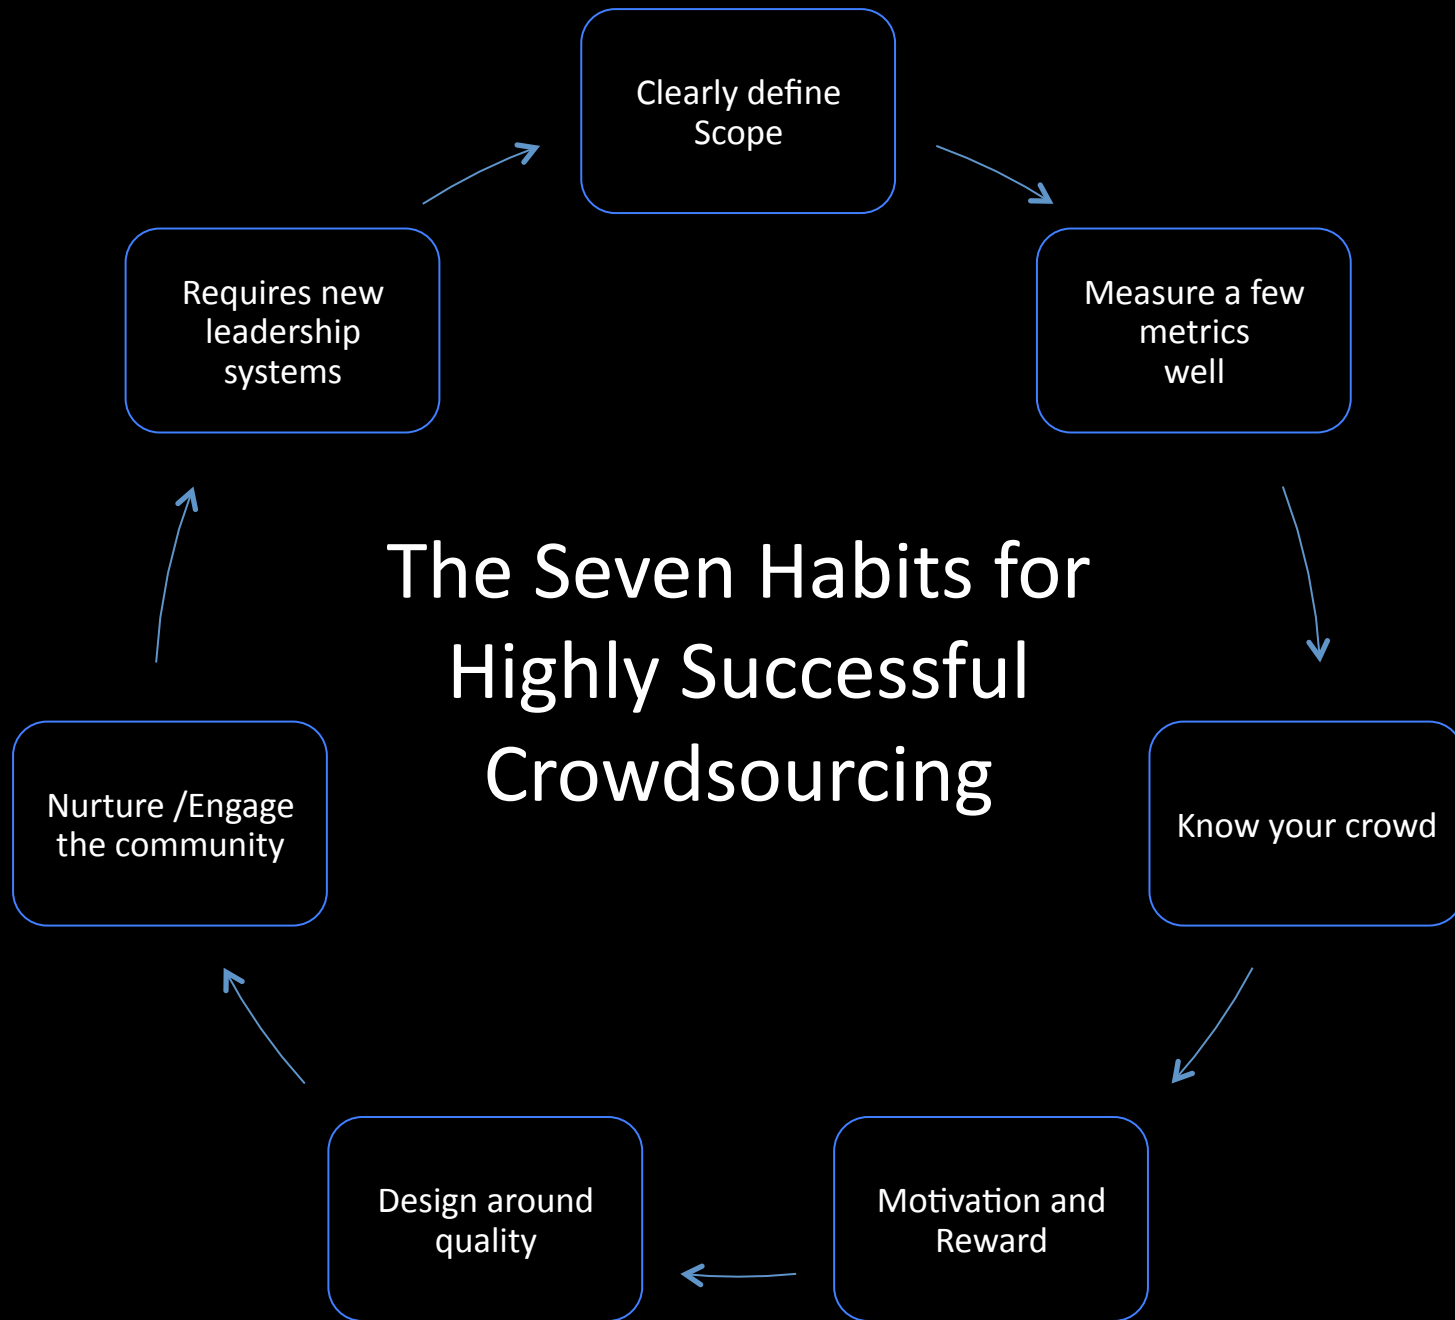 Clearly define
Scope
Measure a few
metrics
well
Know your crowd
Motivation and
Reward
Design around
quality
Nurture /Engage
the community
Requires new
leadership
systems
The Seven Habits for
Highly Successful
Crowdsourcing